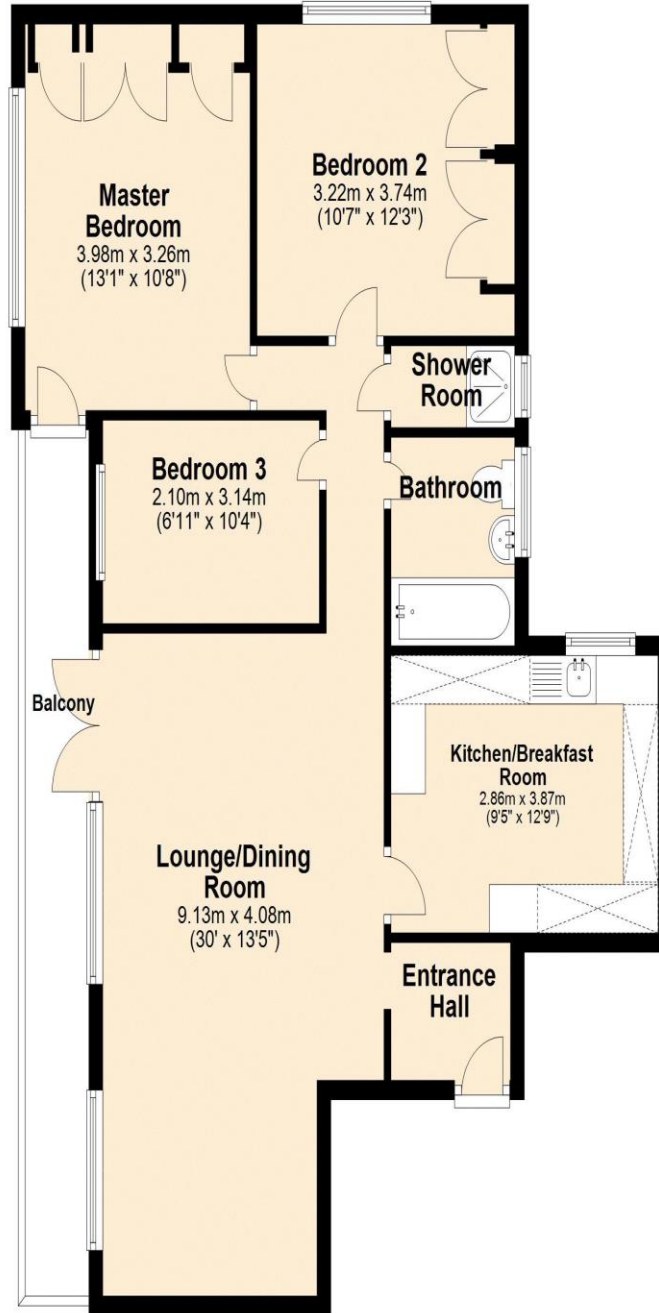 Master
Bedroom
3.98m x 3.26m
(13'1" x 10'8")
Bedroom 2
3.22m x 3.74m
(10'7" x 12'3")
Shower
Room
Bedroom 3
2.10m x 3.14m
(6'11" x 10'4")
Bathroom
Balcony
Kitchen/Breakfast
Room
2.86m x 3.87m
(9'5" x 12'9")
Lounge/Dining
Room
9.13m x 4.08m
(30' x 13'5")
Entrance
Hall